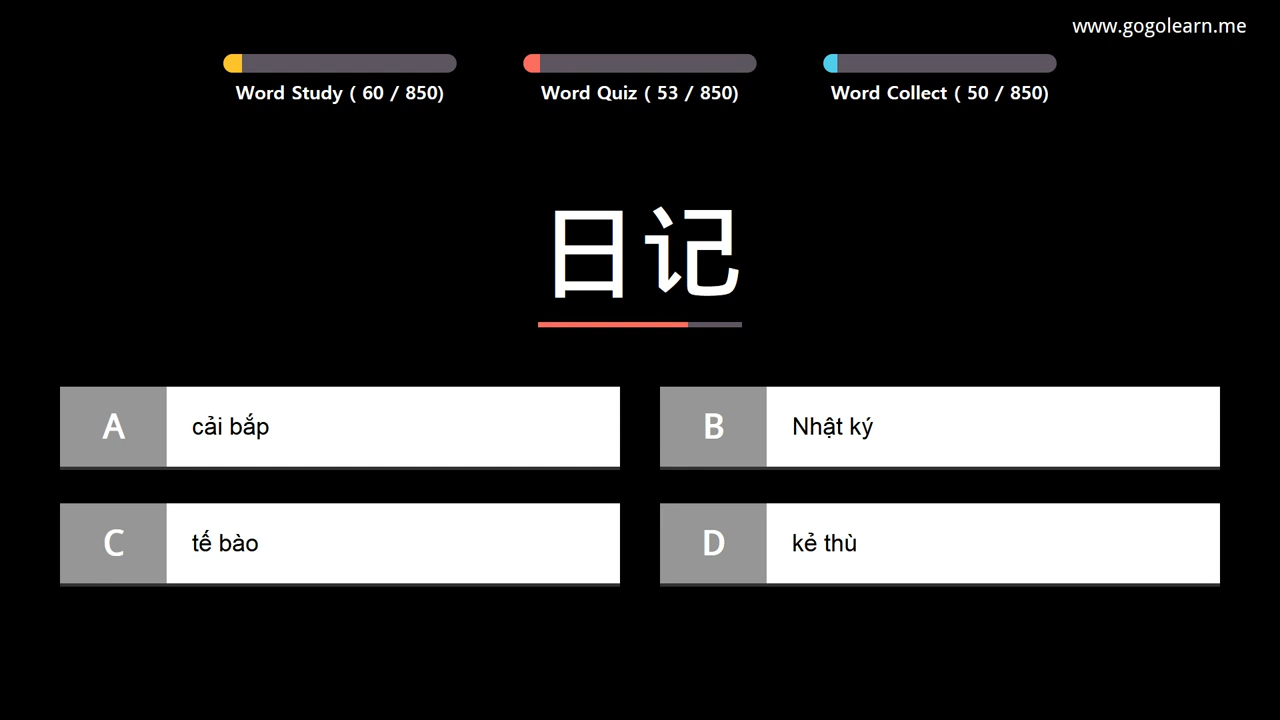 www.gogolearn.me
Word Study ( 60 / 850)
Word Quiz ( 53 / 850)
Word Collect ( 50 / 850)
日记
A cải bắp
B Nhật ký
C tế bào
D kẻ thù